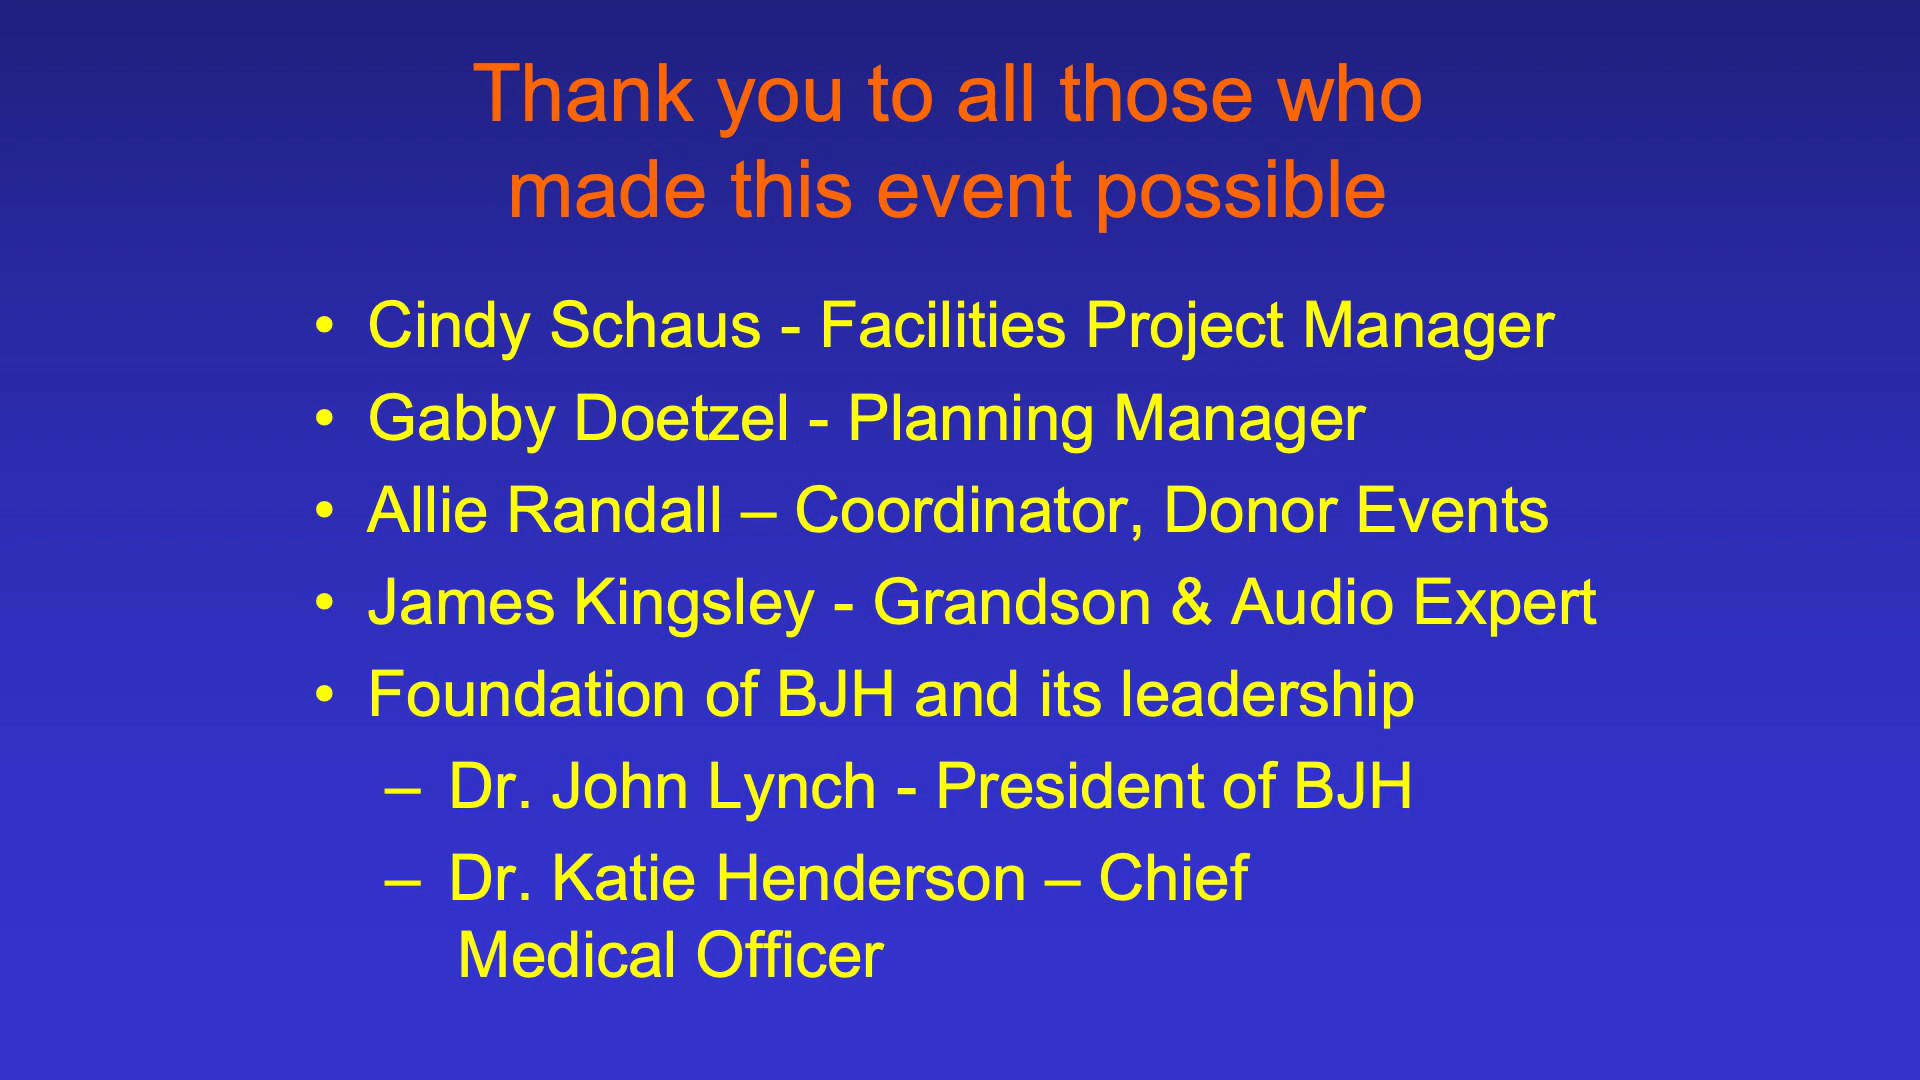 Thank you to all those who
made this event possible
• Cindy Schaus - Facilities Project Manager
• Gabby Doetzel - Planning Manager
• Allie Randall – Coordinator, Donor Events
• James Kingsley - Grandson & Audio Expert
• Foundation of BJH and its leadership
– Dr. John Lynch - President of BJH
– Dr. Katie Henderson – Chief
Medical Officer